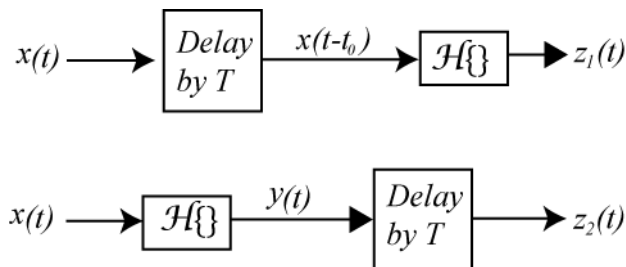 x(t) Delay by T x(t-t₀) ℋ{} z₁(t)
x(t) ℋ{} y(t) Delay by T z₂(t)